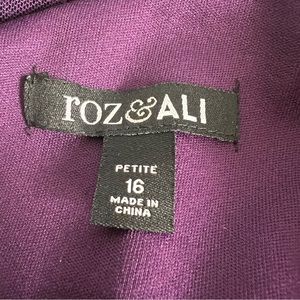 roz&ALI
PETITE
16
MADE IN
CHINA